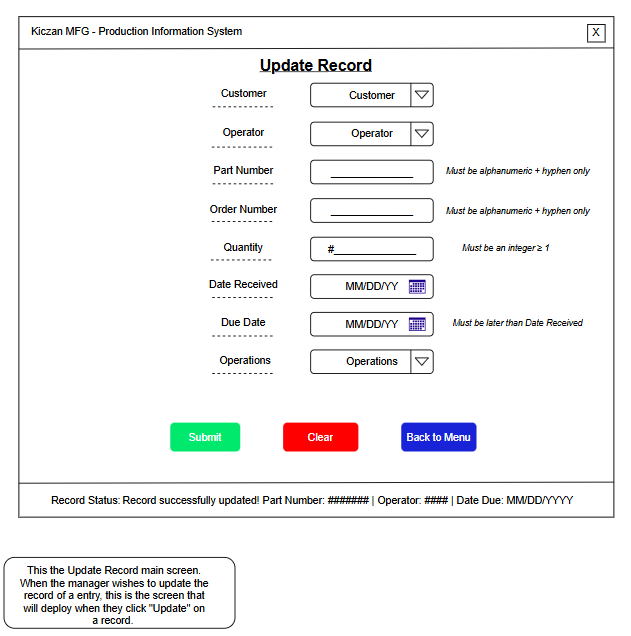 Kiczan MFG - Production Information System
X
Update Record
Customer
Customer
Operator
Operator
Part Number
Must be alphanumeric + hyphen only
Order Number
Must be alphanumeric + hyphen only
Quantity
#
Must be an integer ≥ 1
Date Received
MM/DD/YY
Due Date
MM/DD/YY
Must be later than Date Received
Operations
Operations
Submit
Clear
Back to Menu
Record Status: Record successfully updated! Part Number: ####### | Operator: #### | Date Due: MM/DD/YYYY
This the Update Record main screen.
When the manager wishes to update the
record of a entry, this is the screen that
will deploy when they click "Update" on
a record.